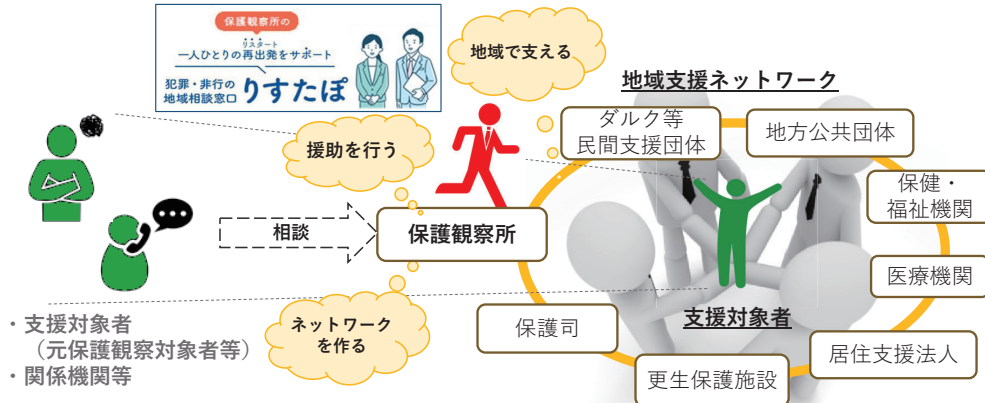 保護観察所の
リスタート
一人ひとりの再出発をサポート
犯罪・非行の
地域相談窓口
りすたぽ
地域で支える
地域支援ネットワーク
ダルク等
民間支援団体
地方公共団体
援助を行う
保健・
福祉機関
相談
保護観察所
医療機関
・支援対象者
（元保護観察対象者等）
・関係機関等
ネットワーク
を作る
保護司
支援対象者
居住支援法人
更生保護施設